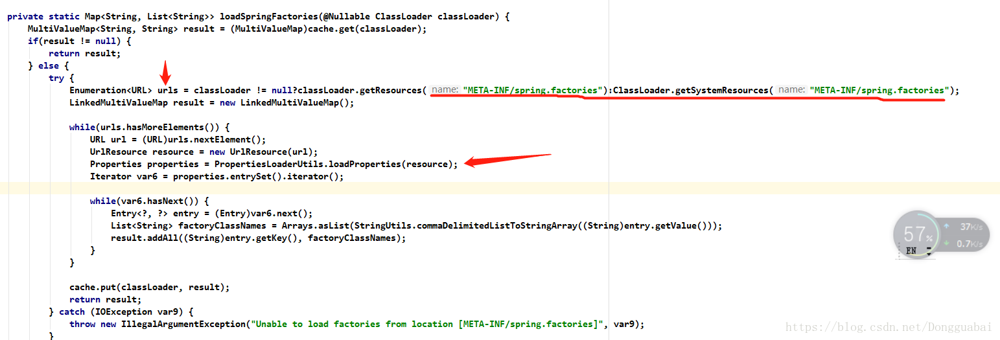 private static Map<String, List<String>> loadSpringFactories(@Nullable ClassLoader classLoader) {
    MultiValueMap<String, String> result = (MultiValueMap)cache.get(classLoader);
    if(result != null) {
        return result;
    } else {
        try {
            Enumeration<URL> urls = classLoader != null?classLoader.getResources( name: "META-INF/spring.factories"):ClassLoader.getSystemResources( name: "META-INF/spring.factories");
            LinkedMultiValueMap result = new LinkedMultiValueMap();
            while(urls.hasMoreElements()) {
                URL url = (URL)urls.nextElement();
                UrlResource resource = new UrlResource(url);
                Properties properties = PropertiesLoaderUtils.loadProperties(resource);
                Iterator var6 = properties.entrySet().iterator();
                while(var6.hasNext()) {
                    Entry<?, ?> entry = (Entry)var6.next();
                    List<String> factoryClassNames = Arrays.asList(StringUtils.commaDelimitedListToStringArray((String)entry.getValue()));
                    result.addAll((String)entry.getKey(), factoryClassNames);
                }
            }
            cache.put(classLoader, result);
            return result;
        } catch (IOException var9) {
            throw new IllegalArgumentException("Unable to load factories from location [META-INF/spring.factories]", var9);
        }
57%
37K/s
0.7K/s
EN
https://blog.csdn.net/Dongguabai